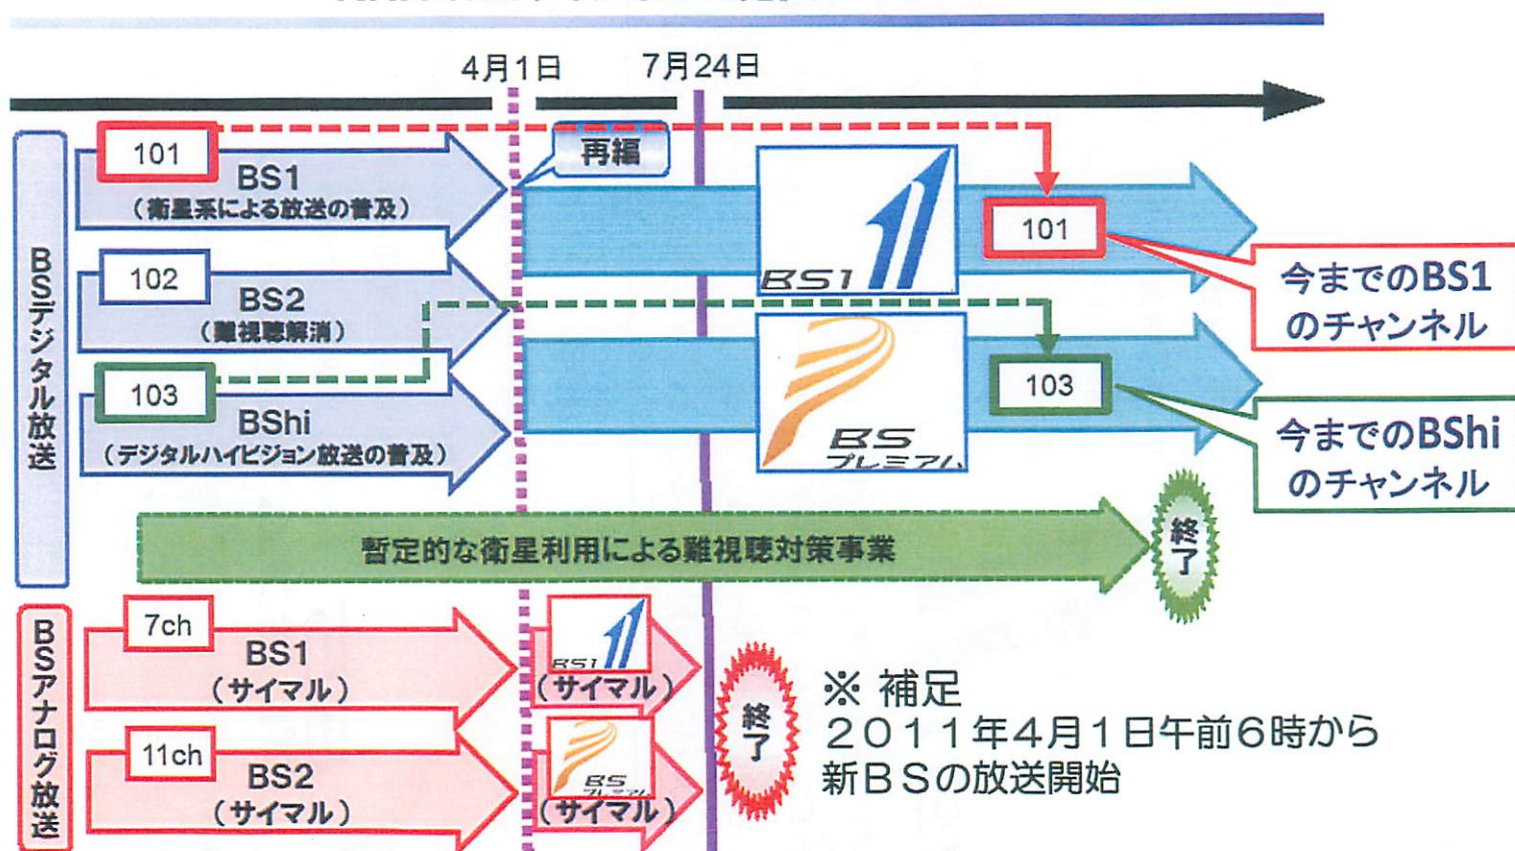 4月1日
7月24日
再編
BSデジタル放送
101
BS1
(衛星系による放送の普及)
102
BS2
(難視聴解消)
103
BShi
(デジタルハイビジョン放送の普及)
BS1
101
今までのBS1
のチャンネル
BS
プレミアム
103
今までのBShi
のチャンネル
暫定的な衛星利用による難視聴対策事業
終了
BSアナログ放送
7ch
BS1
(サイマル)
BS1
(サイマル)
11ch
BS2
(サイマル)
BS
プレミアム
(サイマル)
終了
※ 補足
2011年4月1日午前6時から
新BSの放送開始